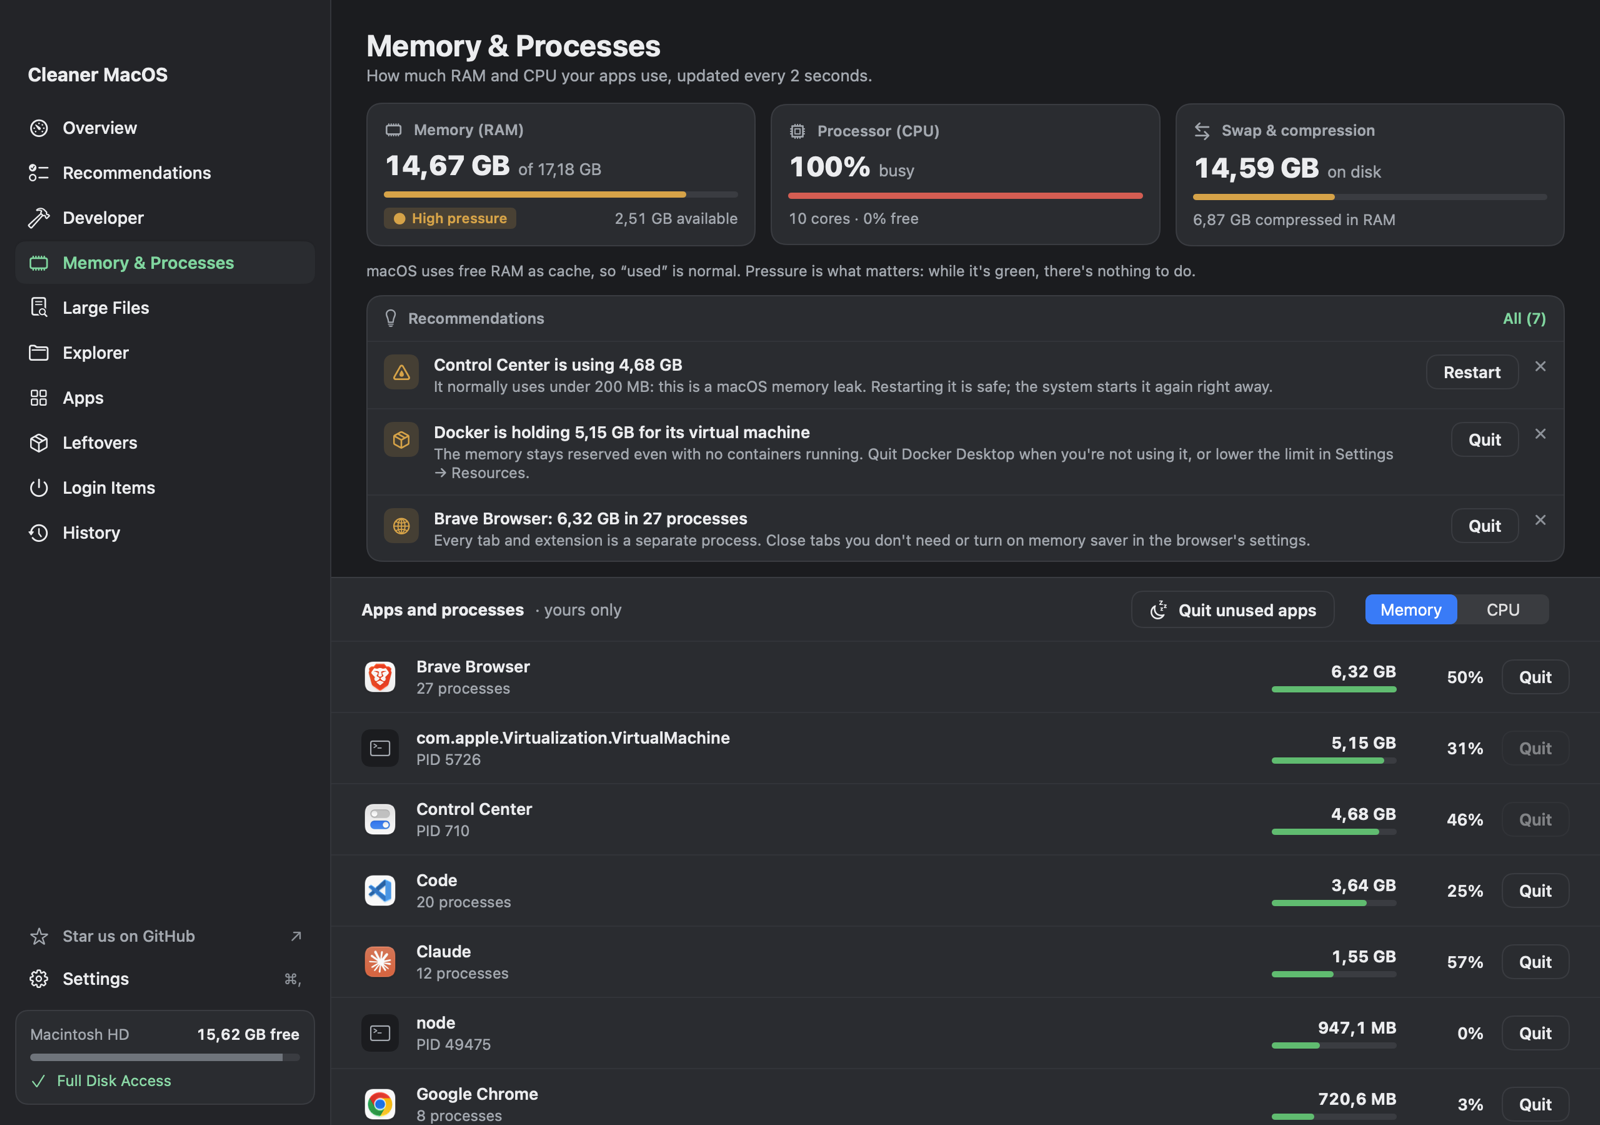 Cleaner MacOS
Overview
Recommendations
Developer
Memory & Processes
Large Files
Explorer
Apps
Leftovers
Login Items
History
Star us on GitHub
Settings
⌘,
Macintosh HD
15,62 GB free
Full Disk Access
Memory & Processes
How much RAM and CPU your apps use, updated every 2 seconds.
Memory (RAM)
14,67 GB of 17,18 GB
High pressure
2,51 GB available
Processor (CPU)
100% busy
10 cores · 0% free
Swap & compression
14,59 GB on disk
6,87 GB compressed in RAM
macOS uses free RAM as cache, so “used” is normal. Pressure is what matters: while it's green, there's nothing to do.
Recommendations
All (7)
Control Center is using 4,68 GB
It normally uses under 200 MB: this is a macOS memory leak. Restarting it is safe; the system starts it again right away.
Restart
Docker is holding 5,15 GB for its virtual machine
The memory stays reserved even with no containers running. Quit Docker Desktop when you're not using it, or lower the limit in Settings
→ Resources.
Quit
Brave Browser: 6,32 GB in 27 processes
Every tab and extension is a separate process. Close tabs you don't need or turn on memory saver in the browser's settings.
Quit
Apps and processes · yours only
Quit unused apps
Memory
CPU
Brave Browser
27 processes
6,32 GB
50%
Quit
com.apple.Virtualization.VirtualMachine
PID 5726
5,15 GB
31%
Quit
Control Center
PID 710
4,68 GB
46%
Quit
Code
20 processes
3,64 GB
25%
Quit
Claude
12 processes
1,55 GB
57%
Quit
node
PID 49475
947,1 MB
0%
Quit
Google Chrome
8 processes
720,6 MB
3%
Quit